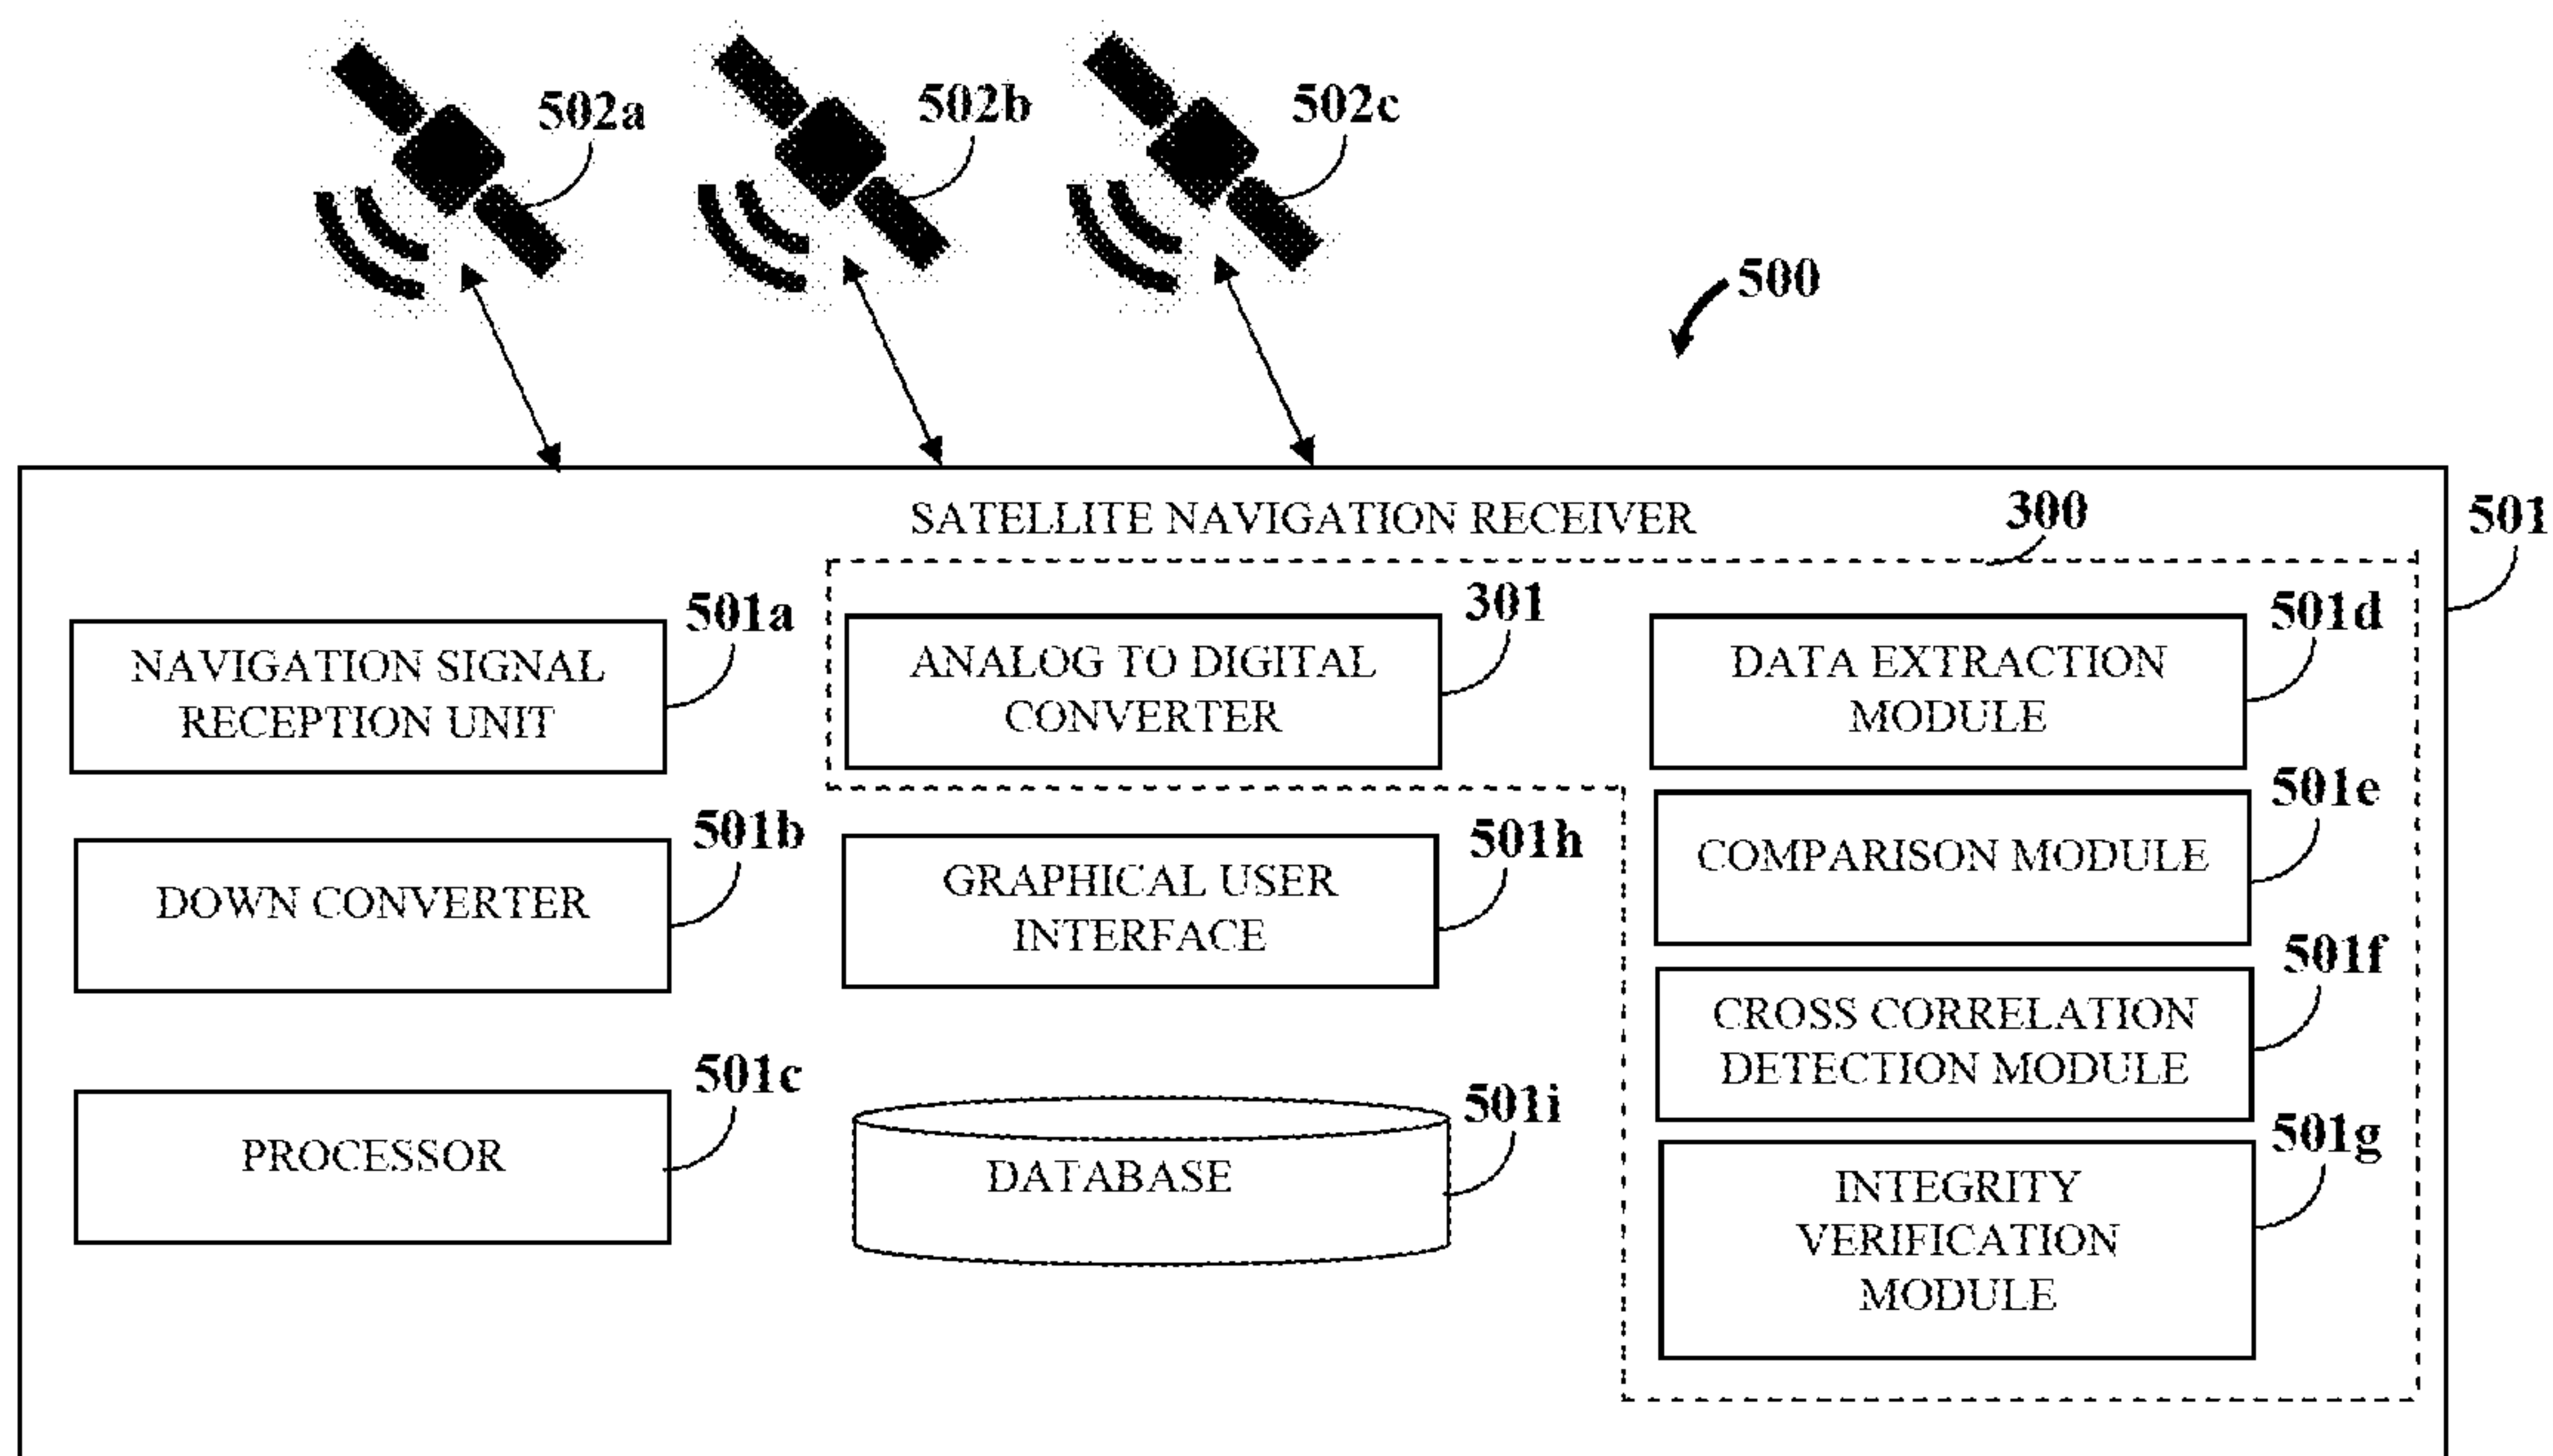 502a
502b
502c
500
SATELLITE NAVIGATION RECEIVER
300
501
501a
NAVIGATION SIGNAL
RECEPTION UNIT
301
ANALOG TO DIGITAL
CONVERTER
501d
DATA EXTRACTION
MODULE
501b
DOWN CONVERTER
501h
GRAPHICAL USER
INTERFACE
501e
COMPARISON MODULE
501f
CROSS CORRELATION
DETECTION MODULE
501c
PROCESSOR
501i
DATABASE
501g
INTEGRITY
VERIFICATION
MODULE